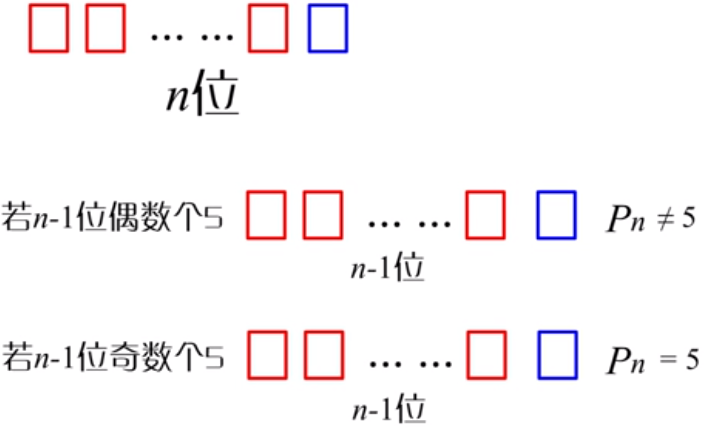 ... ...
n位
若n-1位偶数个5 ... ... Pn ≠ 5
n-1位
若n-1位奇数个5 ... ... Pn = 5
n-1位